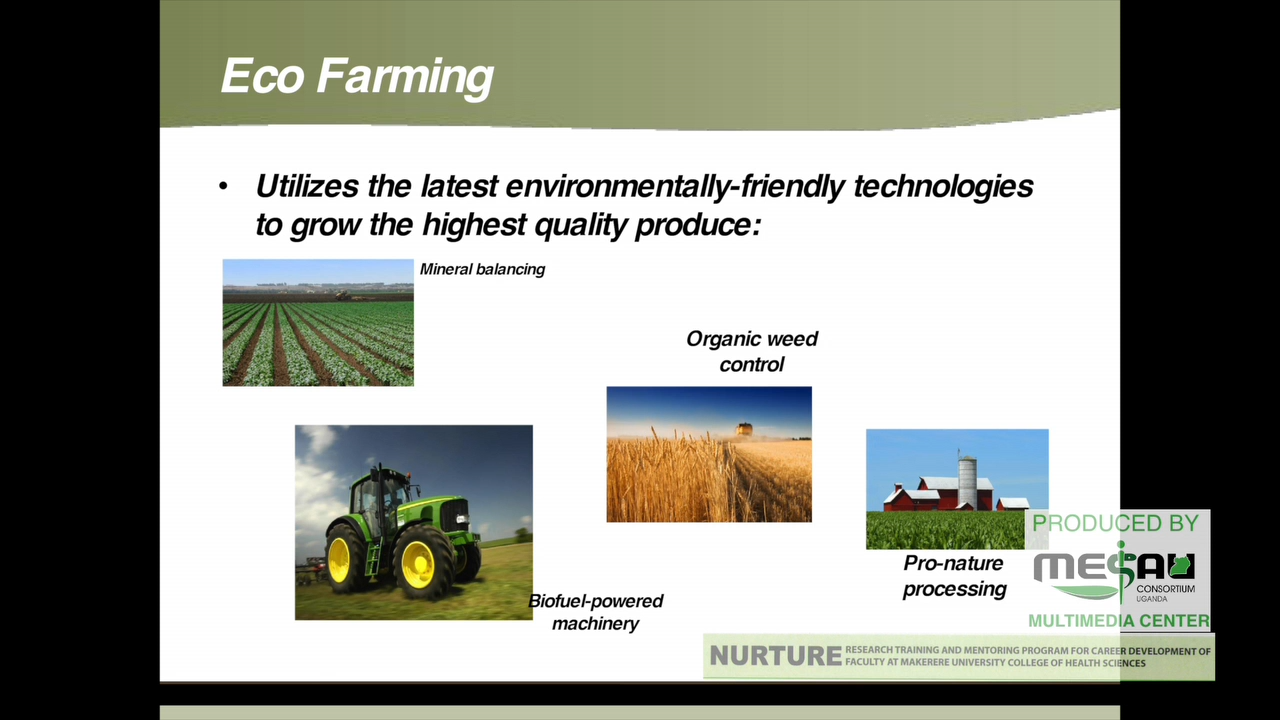 Eco Farming
• Utilizes the latest environmentally-friendly technologies
to grow the highest quality produce:
Mineral balancing
Organic weed
control
Biofuel-powered
machinery
Pro-nature
processing
PRODUCED BY
MESAU
CONSORTIUM
UGANDA
MULTIMEDIA CENTER
NURTURE
RESEARCH TRAINING AND MENTORING PROGRAM FOR CAREER DEVELOPMENT OF
FACULTY AT MAKERERE UNIVERSITY COLLEGE OF HEALTH SCIENCES